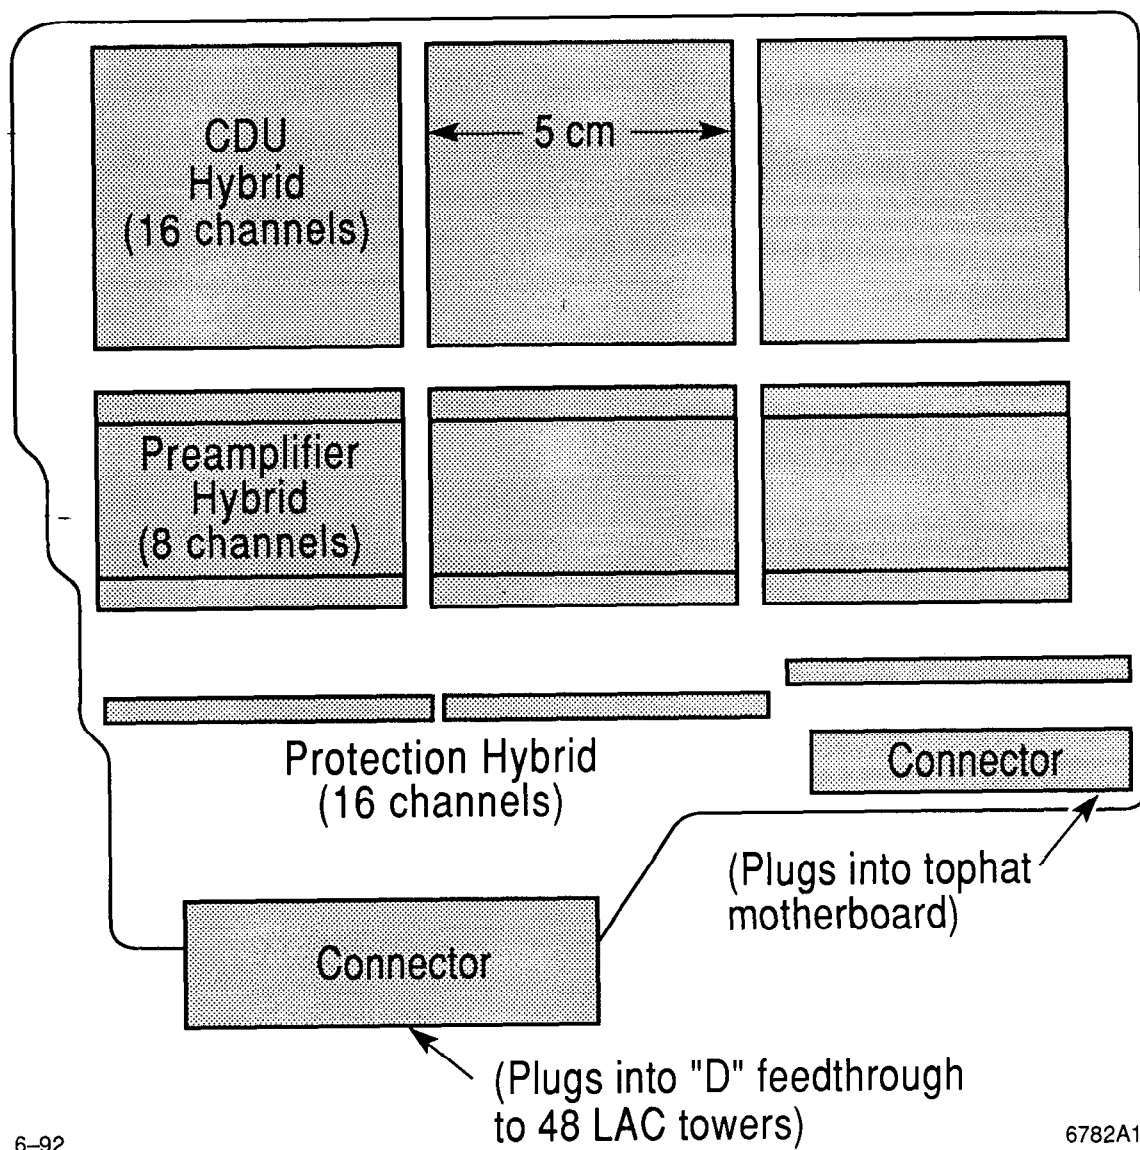 CDU
Hybrid
(16 channels)
5 cm
Preamplifier
Hybrid
(8 channels)
Protection Hybrid
(16 channels)
Connector
(Plugs into tophat
motherboard)
Connector
(Plugs into "D" feedthrough
to 48 LAC towers)
6–92
6782A1